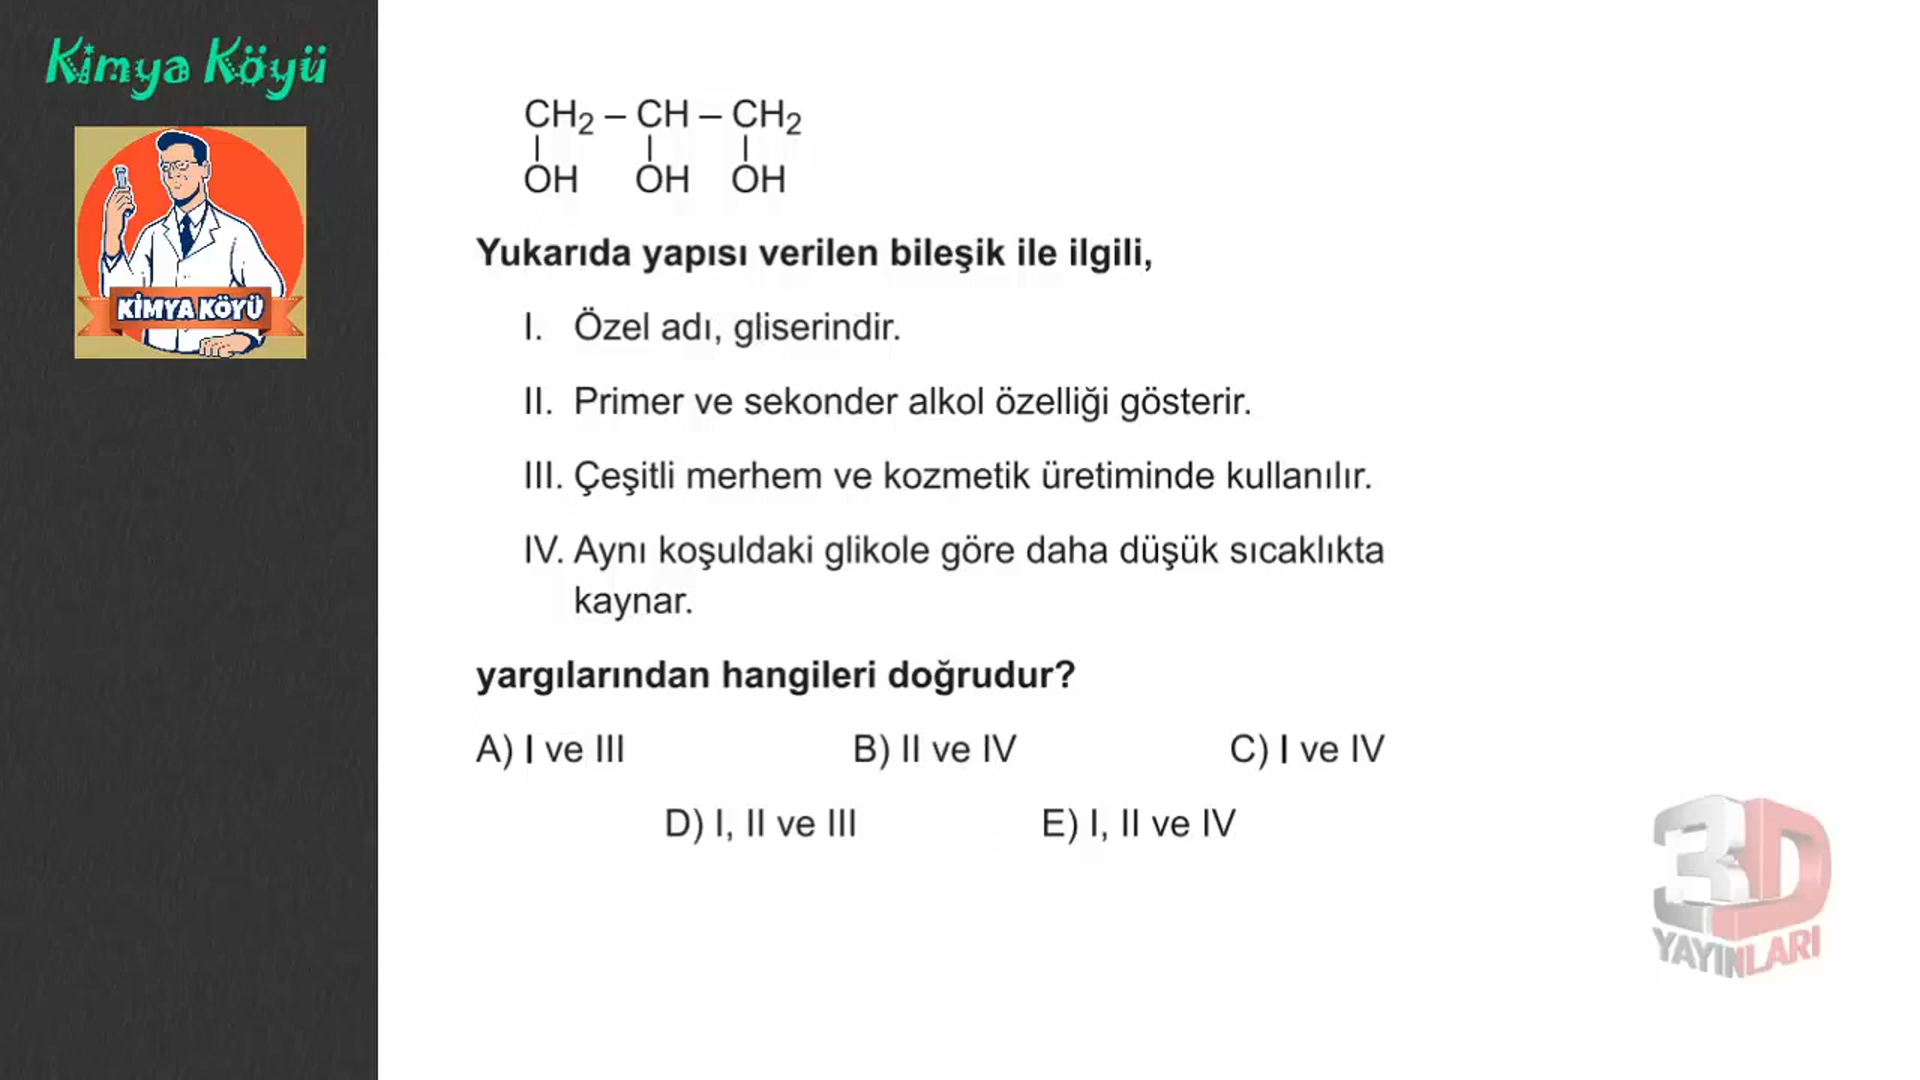 Kimya Köyü
KİMYA KÖYÜ
CH₂ – CH – CH₂
OH OH OH
Yukarıda yapısı verilen bileşik ile ilgili,
I. Özel adı, gliserindir.
II. Primer ve sekonder alkol özelliği gösterir.
III. Çeşitli merhem ve kozmetik üretiminde kullanılır.
IV. Aynı koşuldaki glikole göre daha düşük sıcaklıkta
kaynar.
yargılarından hangileri doğrudur?
A) I ve III B) II ve IV C) I ve IV
D) I, II ve III E) I, II ve IV
3D
YAYINLARI